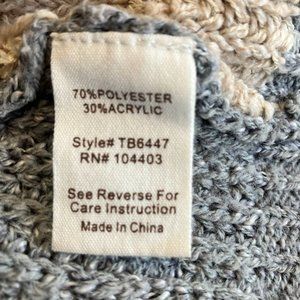 70%POLYESTER
30%ACRYLIC
Style# TB6447
RN# 104403
See Reverse For
Care Instruction
Made In China